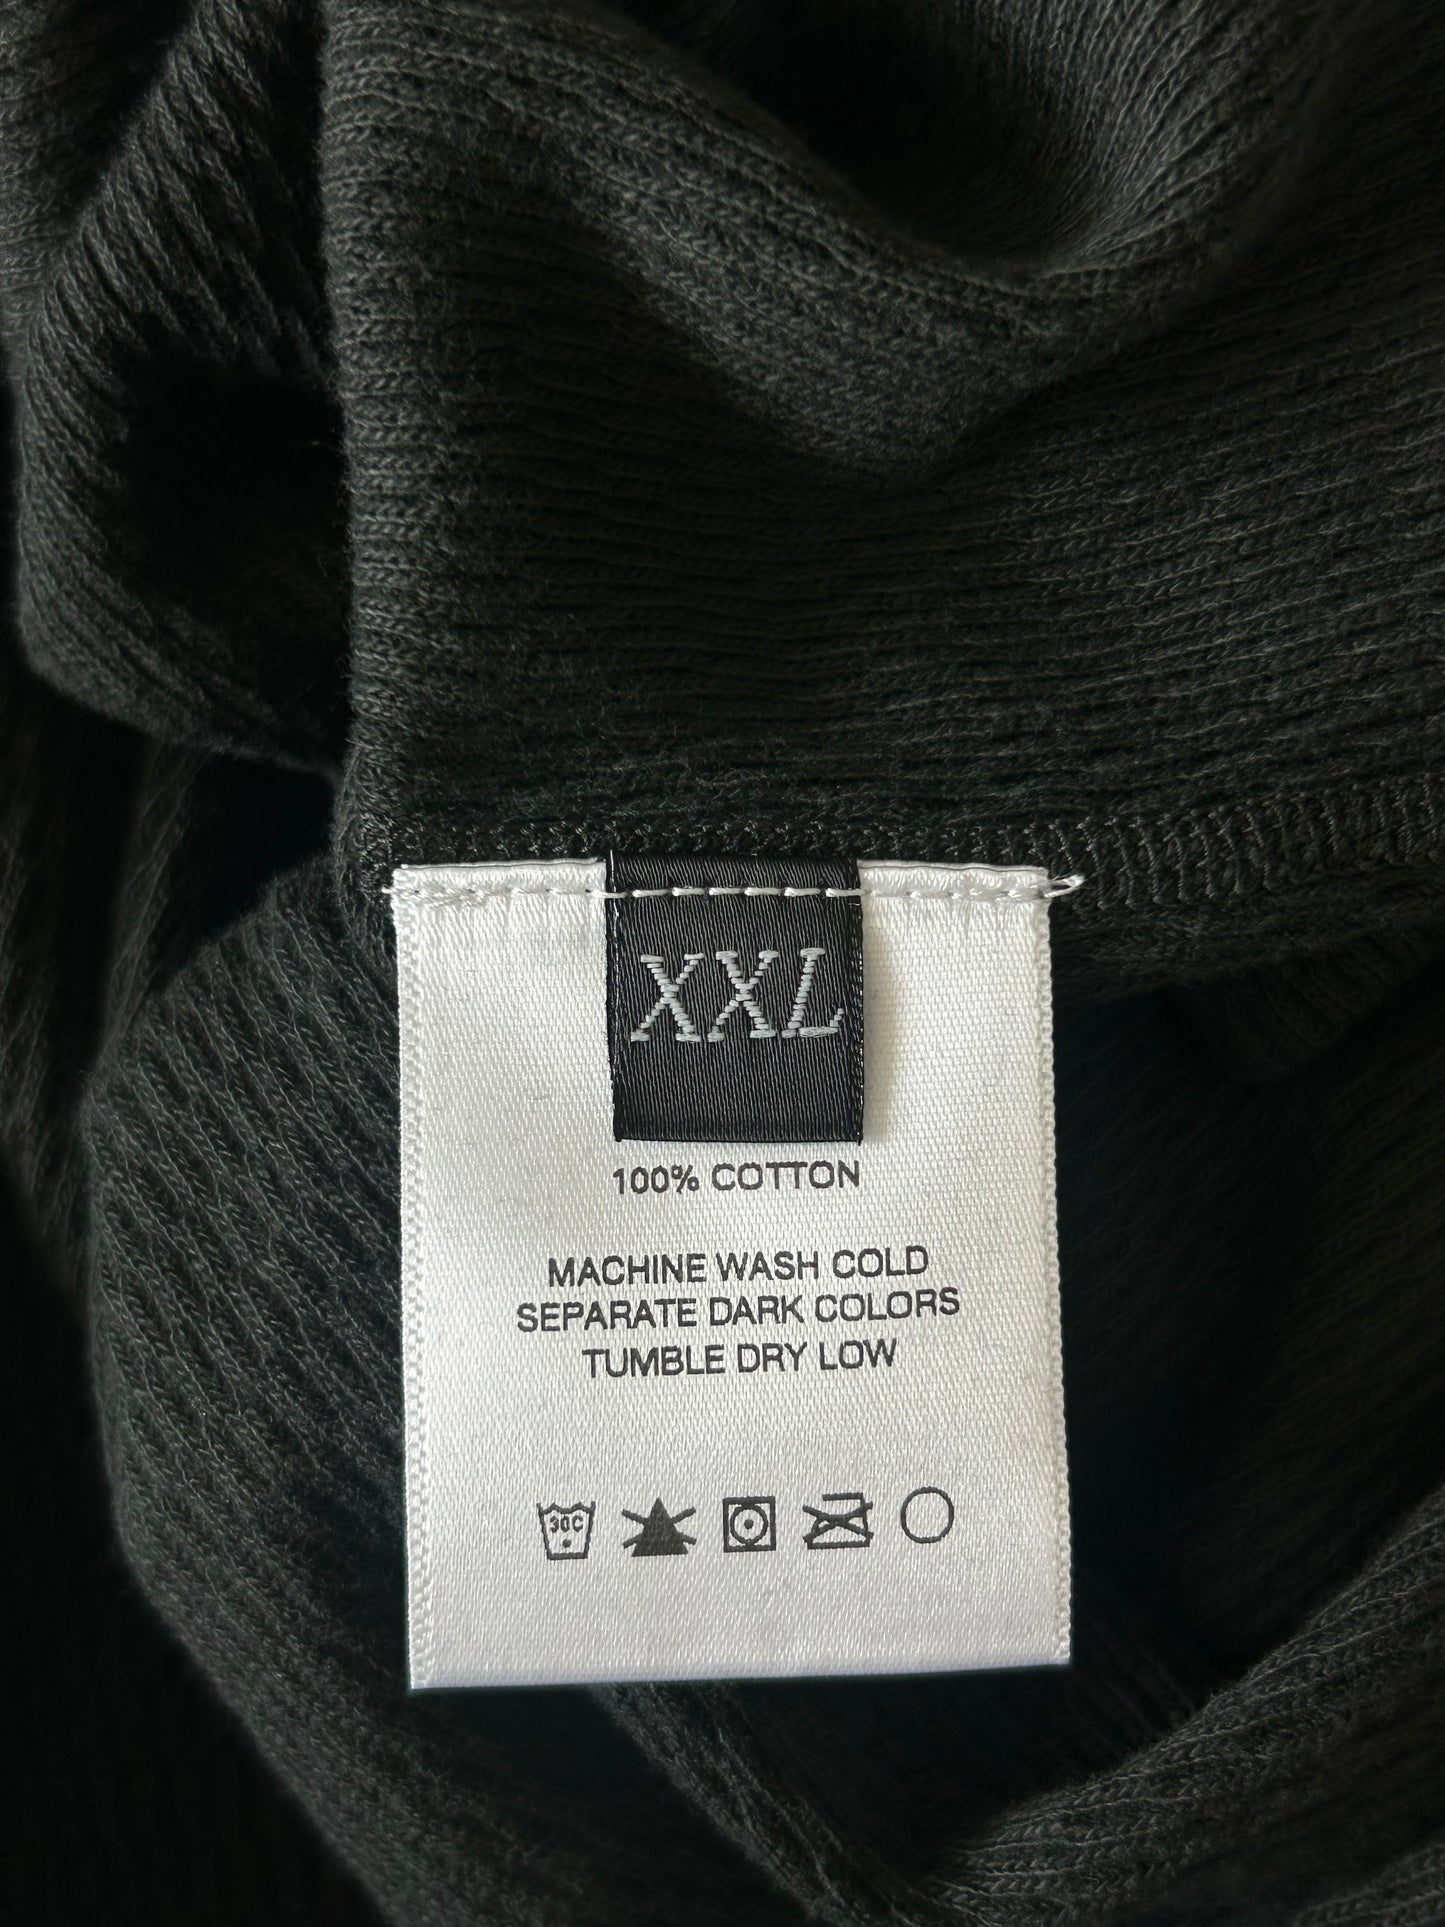 XXL
100% COTTON
MACHINE WASH COLD
SEPARATE DARK COLORS
TUMBLE DRY LOW
30C